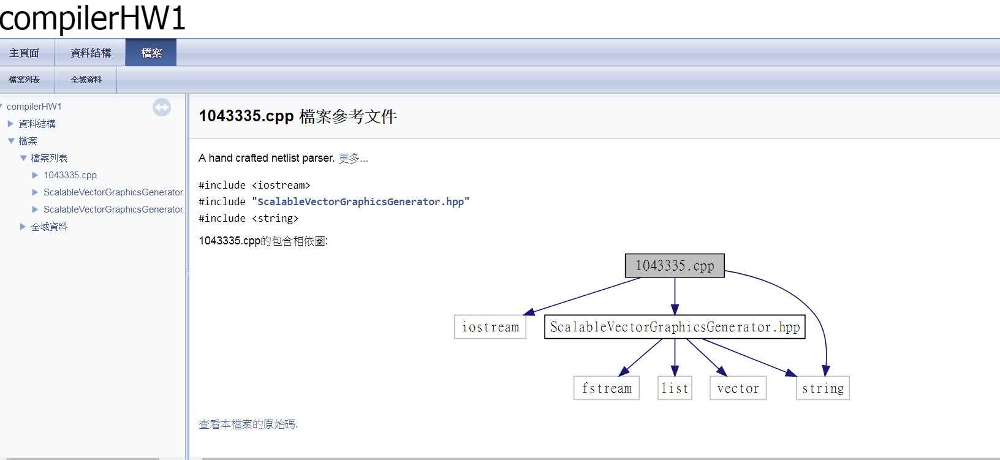 compilerHW1
主頁面 資料結構 檔案
檔案列表 全域資料
compilerHW1
資料結構
檔案
檔案列表
1043335.cpp
ScalableVectorGraphicsGenerator.
ScalableVectorGraphicsGenerator.
全域資料
1043335.cpp 檔案參考文件
A hand crafted netlist parser. 更多...
#include <iostream>
#include "ScalableVectorGraphicsGenerator.hpp"
#include <string>
1043335.cpp的包含相依圖:
1043335.cpp
iostream ScalableVectorGraphicsGenerator.hpp
fstream list vector string
查看本檔案的原始碼.